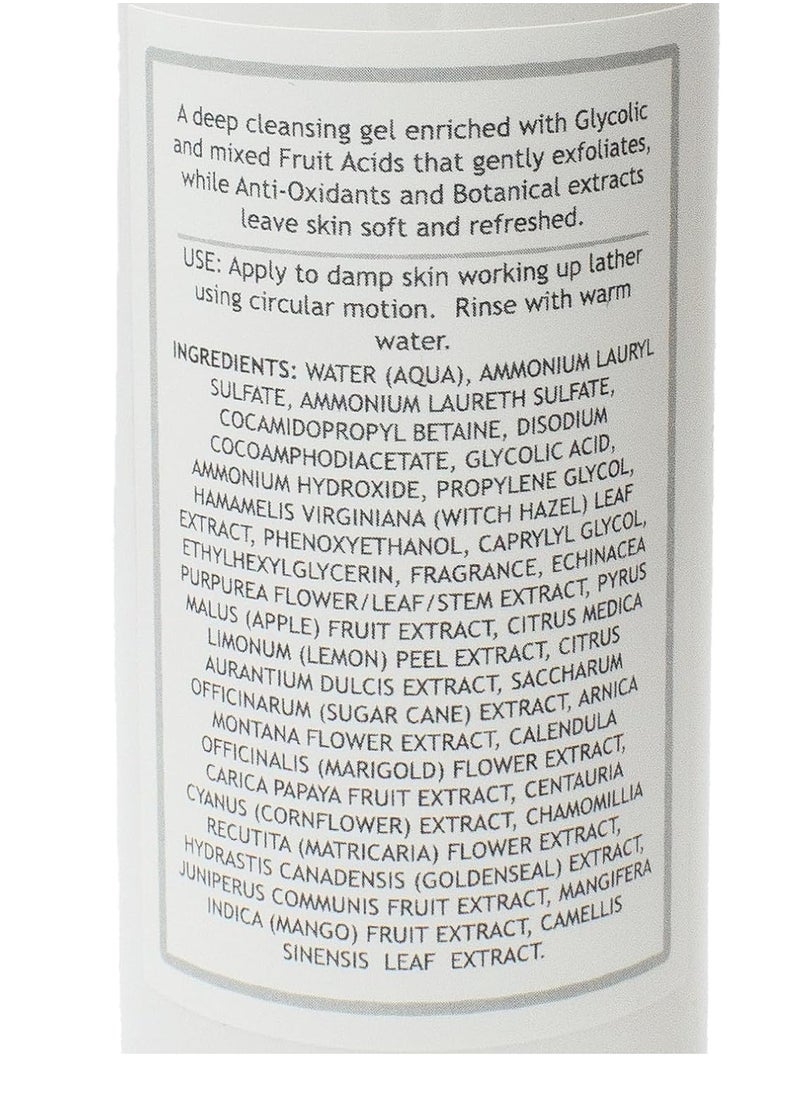 A deep cleansing gel enriched with Glycolic
and mixed Fruit Acids that gently exfoliates,
while Anti-Oxidants and Botanical extracts
leave skin soft and refreshed.
USE: Apply to damp skin working up lather
using circular motion. Rinse with warm
water.
INGREDIENTS: WATER (AQUA), AMMONIUM LAURYL
SULFATE, AMMONIUM LAURETH SULFATE,
COCAMIDOPROPYL BETAINE, DISODIUM
COCOAMPHODIACETATE, GLYCOLIC ACID,
AMMONIUM HYDROXIDE, PROPYLENE GLYCOL,
HAMAMELIS VIRGINIANA (WITCH HAZEL) LEAF
EXTRACT, PHENOXYETHANOL, CAPRYLYL GLYCOL,
ETHYLHEXYLGLYCERIN, FRAGRANCE, ECHINACEA
PURPUREA FLOWER/LEAF/STEM EXTRACT, PYRUS
MALUS (APPLE) FRUIT EXTRACT, CITRUS MEDICA
LIMONUM (LEMON) PEEL EXTRACT, CITRUS
AURANTIUM DULCIS EXTRACT, SACCHARUM
OFFICINARUM (SUGAR CANE) EXTRACT, ARNICA
MONTANA FLOWER EXTRACT, CALENDULA
OFFICINALIS (MARIGOLD) FLOWER EXTRACT,
CARICA PAPAYA FRUIT EXTRACT, CENTAURIA
CYANUS (CORNFLOWER) EXTRACT, CHAMOMILLIA
RECUTITA (MATRICARIA) FLOWER EXTRACT,
HYDRASTIS CANADENSIS (GOLDENSEAL) EXTRACT,
JUNIPERUS COMMUNIS FRUIT EXTRACT, MANGIFERA
INDICA (MANGO) FRUIT EXTRACT, CAMELLIS
SINENSIS LEAF EXTRACT.